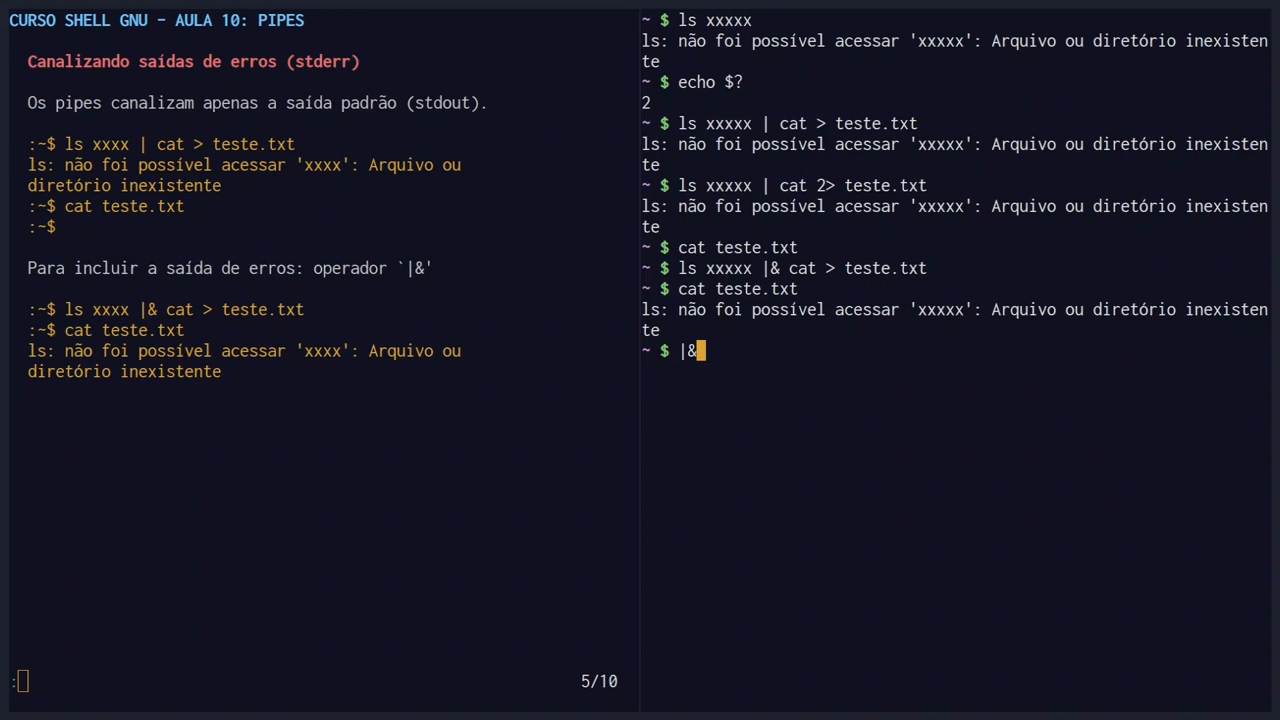 CURSO SHELL GNU - AULA 10: PIPES
Canalizando saídas de erros (stderr)
Os pipes canalizam apenas a saída padrão (stdout).
:~$ ls xxxx | cat > teste.txt
ls: não foi possível acessar 'xxxx': Arquivo ou
diretório inexistente
:~$ cat teste.txt
:~$
Para incluir a saída de erros: operador `|&'
:~$ ls xxxx |& cat > teste.txt
:~$ cat teste.txt
ls: não foi possível acessar 'xxxx': Arquivo ou
diretório inexistente
:
5/10
~ $ ls xxxxx
ls: não foi possível acessar 'xxxxx': Arquivo ou diretório inexisten
te
~ $ echo $?
2
~ $ ls xxxxx | cat > teste.txt
ls: não foi possível acessar 'xxxxx': Arquivo ou diretório inexisten
te
~ $ ls xxxxx | cat 2> teste.txt
ls: não foi possível acessar 'xxxxx': Arquivo ou diretório inexisten
te
~ $ cat teste.txt
~ $ ls xxxxx |& cat > teste.txt
~ $ cat teste.txt
ls: não foi possível acessar 'xxxxx': Arquivo ou diretório inexisten
te
~ $ |&